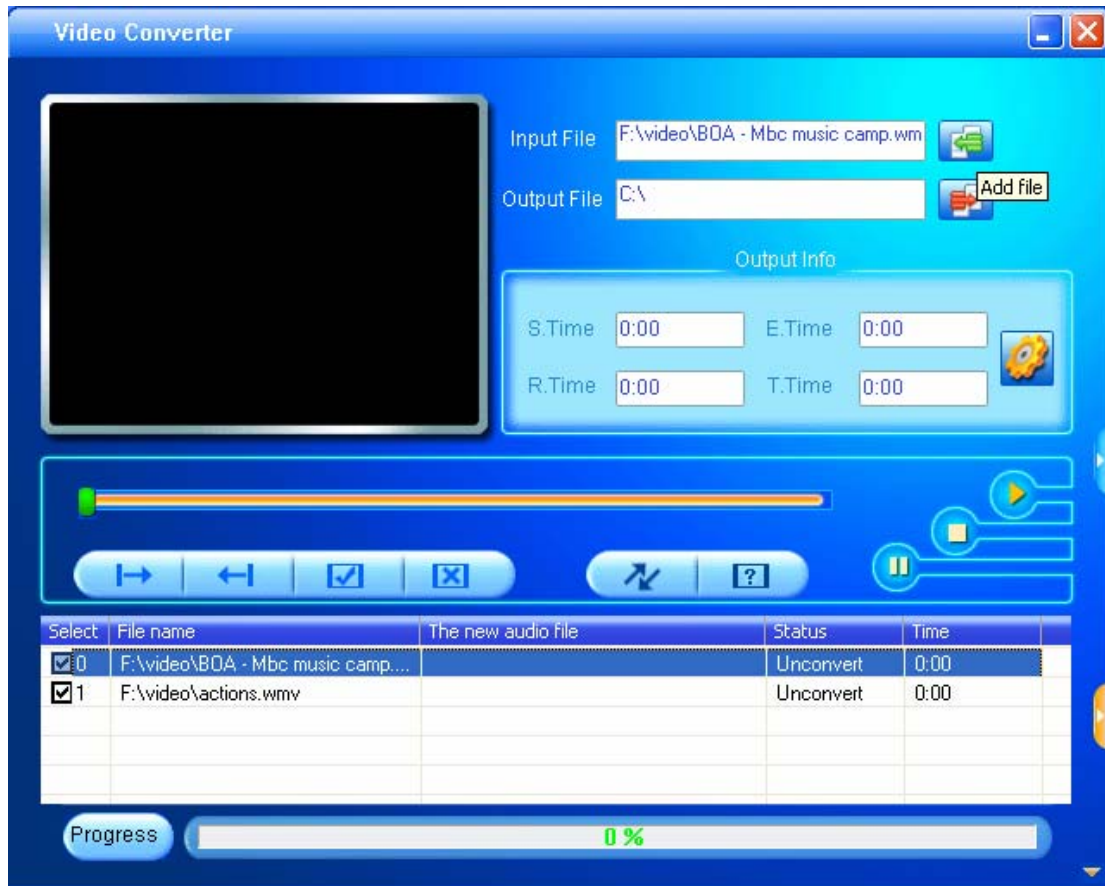 Video Converter
Input File F:\video\BOA - Mbc music camp.wm
Add file
Output File C:\
Output Info
S.Time 0:00 E.Time 0:00
R.Time 0:00 T.Time 0:00
Select File name The new audio file Status Time
0 F:\video\BOA - Mbc music camp.... Unconvert 0:00
1 F:\video\actions.wmv Unconvert 0:00
Progress 0 %